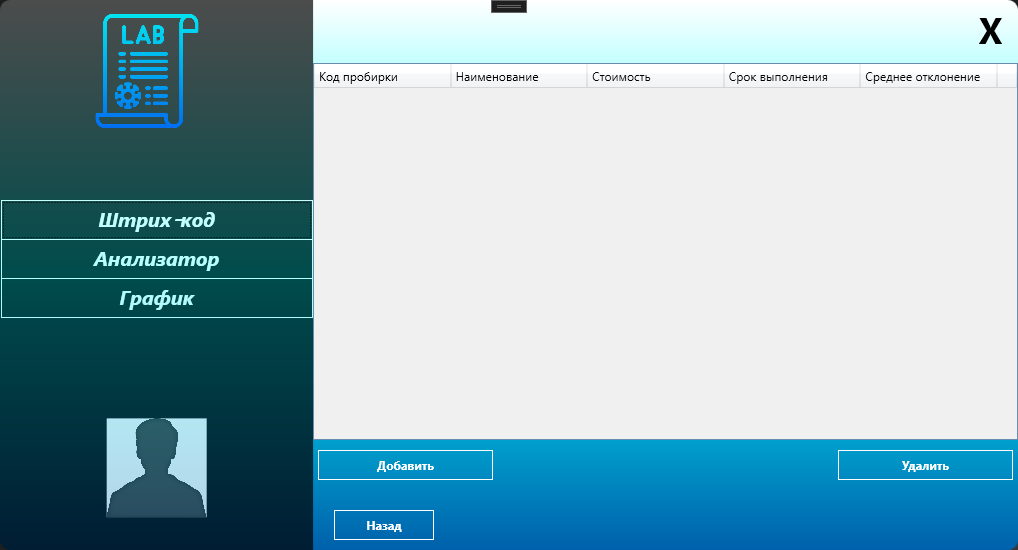 LAB
X
Код пробирки Наименование Стоимость Срок выполнения Среднее отклонение
Штрих-код
Анализатор
График
Добавить Удалить
Назад